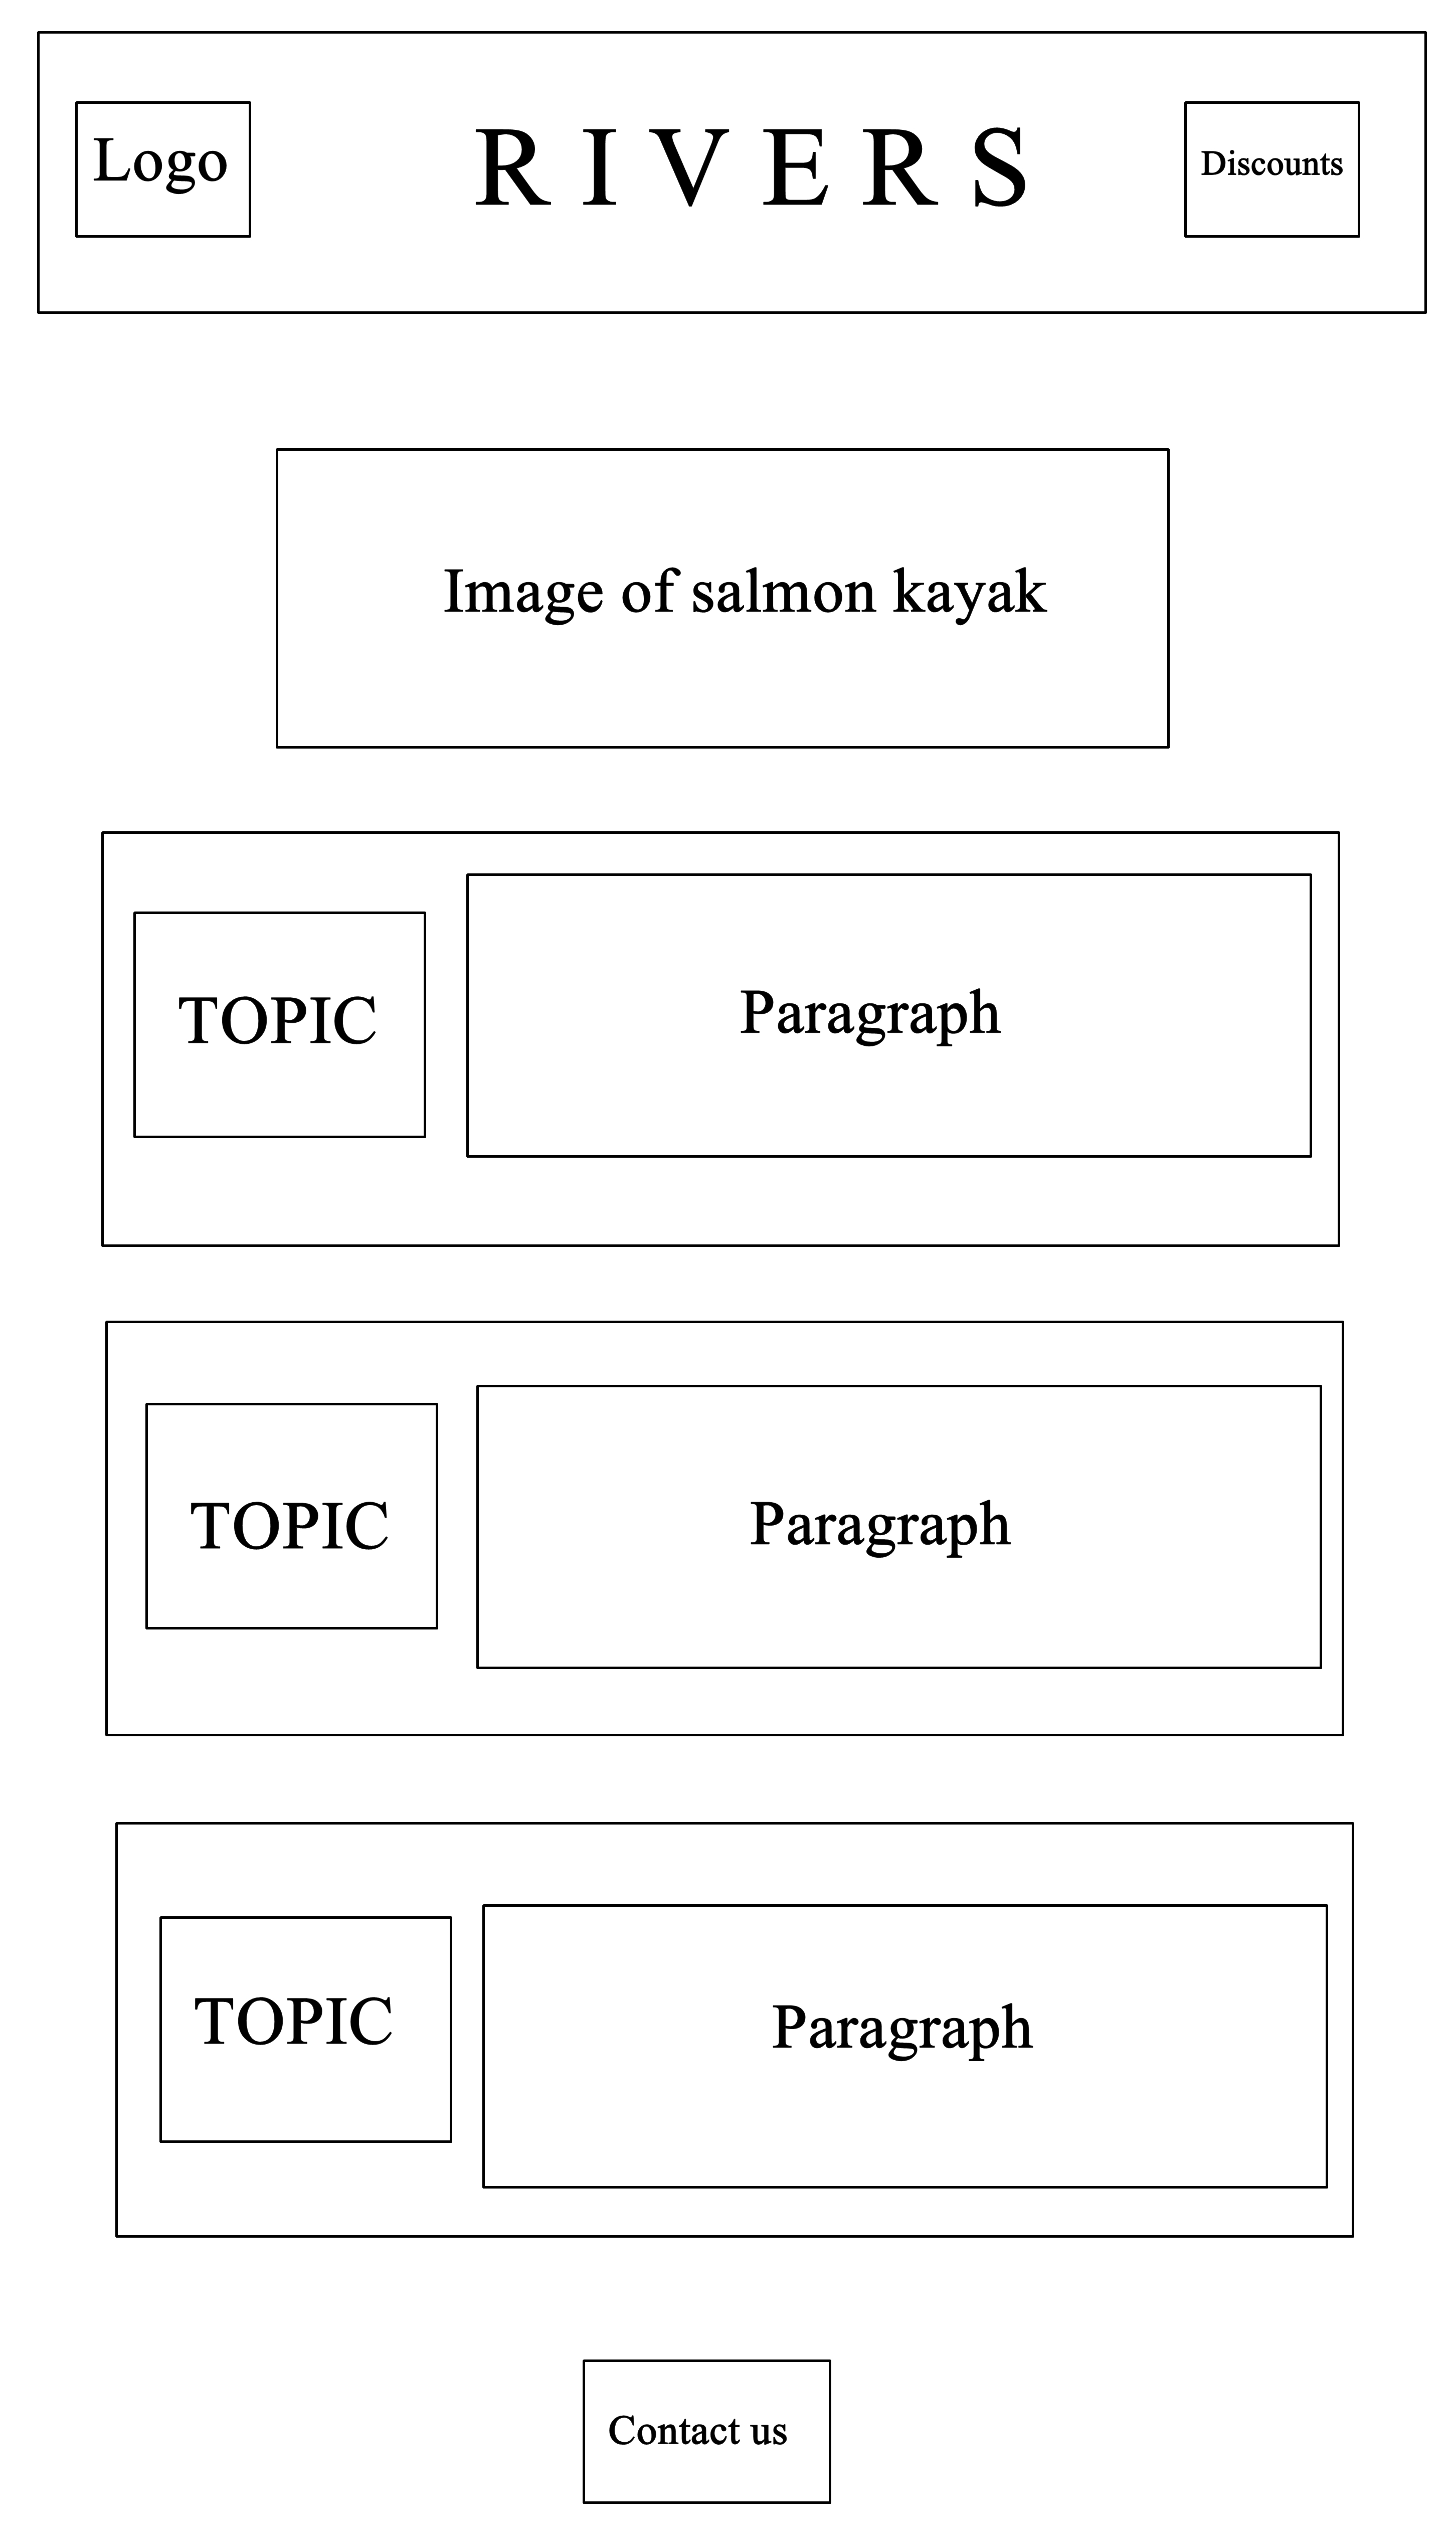 Logo
R I V E R S
Discounts
Image of salmon kayak
TOPIC
Paragraph
TOPIC
Paragraph
TOPIC
Paragraph
Contact us